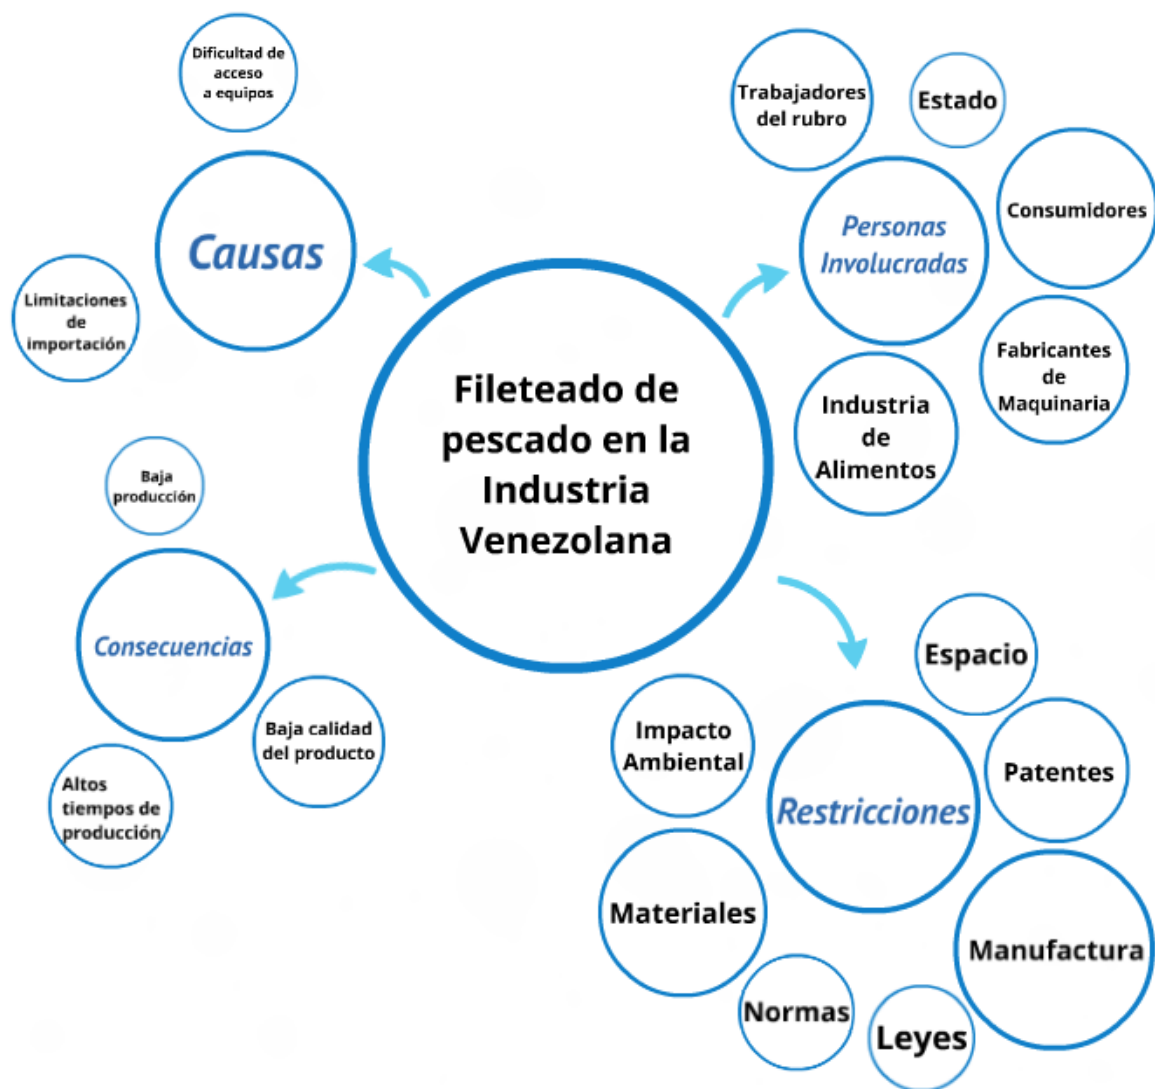 Dificultad de
acceso
a equipos
Causas
Limitaciones
de
importación
Trabajadores
del rubro
Estado
Consumidores
Personas
Involucradas
Fabricantes
de
Maquinaria
Industria
de
Alimentos
Fileteado de
pescado en la
Industria
Venezolana
Baja
producción
Consecuencias
Baja calidad
del producto
Altos
tiempos de
producción
Espacio
Impacto
Ambiental
Patentes
Restricciones
Materiales
Manufactura
Normas
Leyes